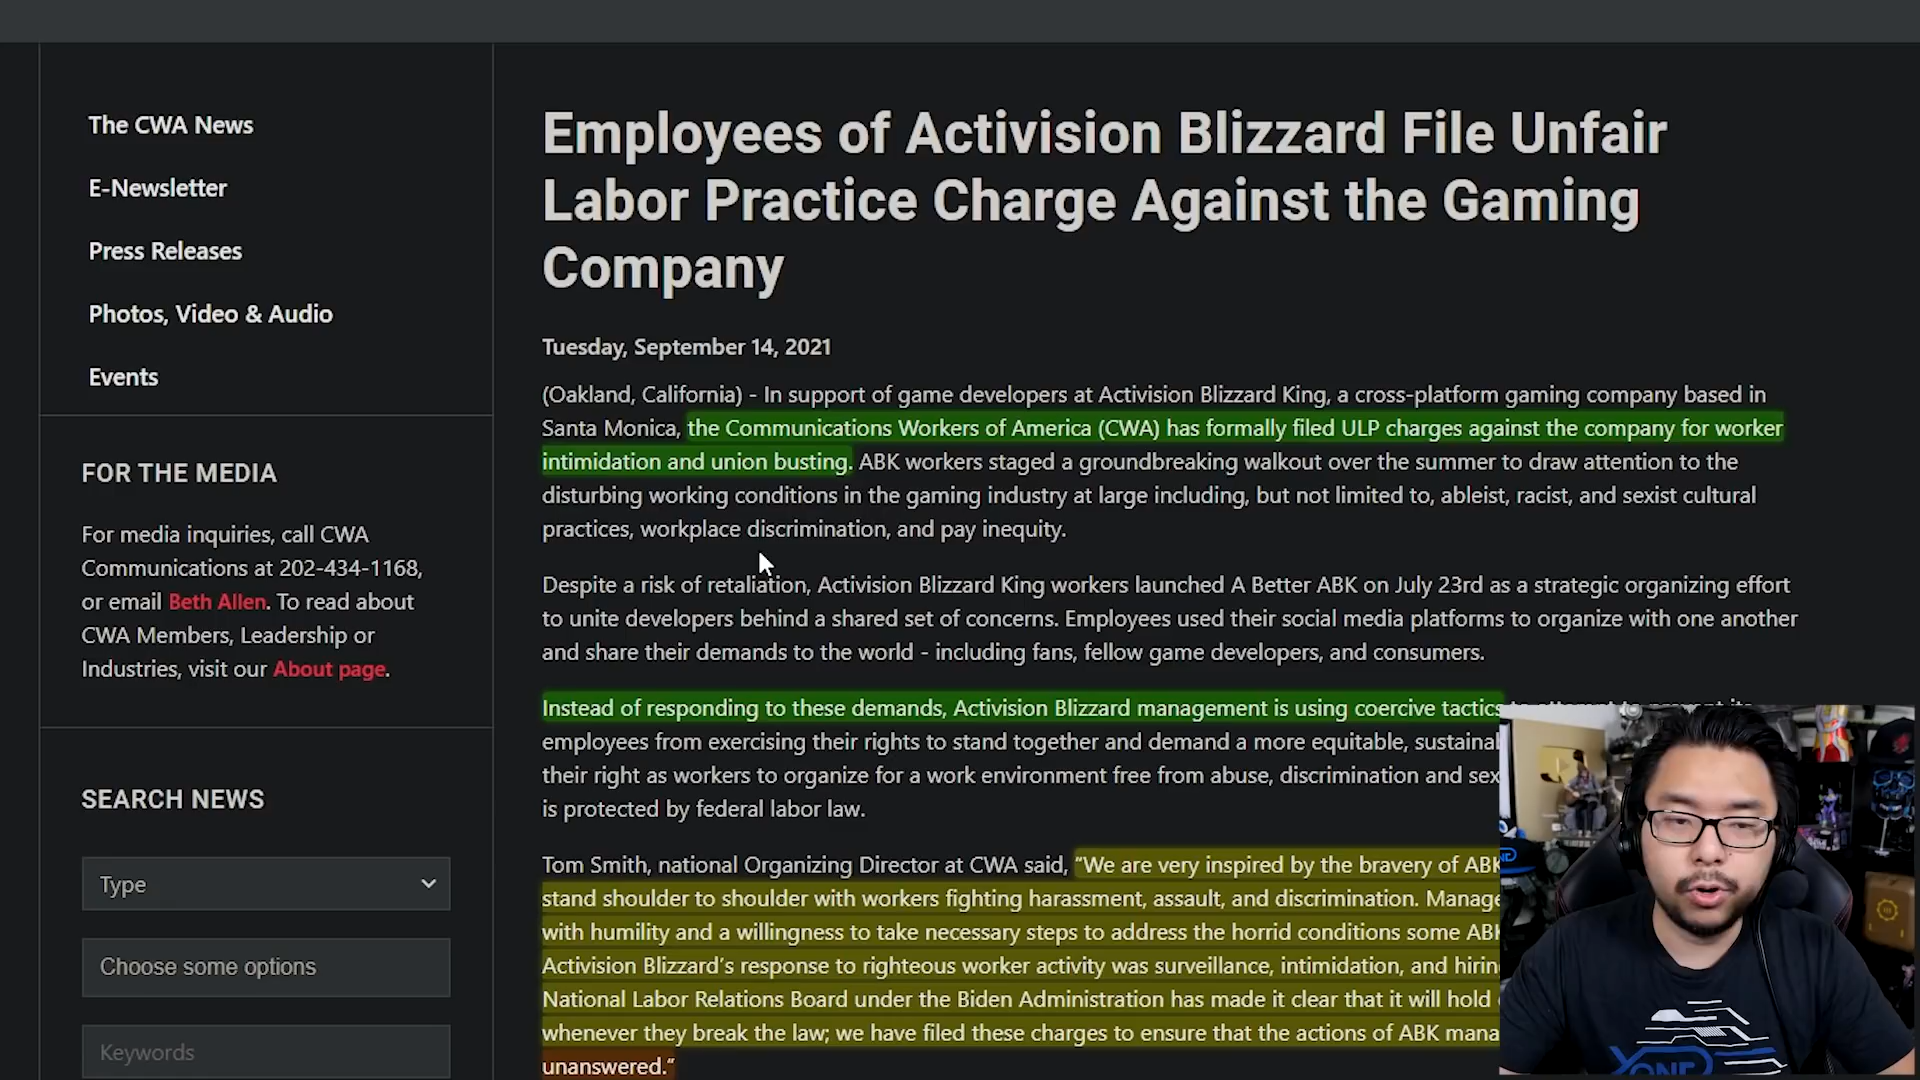 The CWA News
E-Newsletter
Press Releases
Photos, Video & Audio
Events
FOR THE MEDIA
For media inquiries, call CWA
Communications at 202-434-1168,
or email Beth Allen. To read about
CWA Members, Leadership or
Industries, visit our About page.
SEARCH NEWS
Type
Choose some options
Keywords
Employees of Activision Blizzard File Unfair
Labor Practice Charge Against the Gaming
Company
Tuesday, September 14, 2021
(Oakland, California) - In support of game developers at Activision Blizzard King, a cross-platform gaming company based in
Santa Monica, the Communications Workers of America (CWA) has formally filed ULP charges against the company for worker
intimidation and union busting. ABK workers staged a groundbreaking walkout over the summer to draw attention to the
disturbing working conditions in the gaming industry at large including, but not limited to, ableist, racist, and sexist cultural
practices, workplace discrimination, and pay inequity.
Despite a risk of retaliation, Activision Blizzard King workers launched A Better ABK on July 23rd as a strategic organizing effort
to unite developers behind a shared set of concerns. Employees used their social media platforms to organize with one another
and share their demands to the world - including fans, fellow game developers, and consumers.
Instead of responding to these demands, Activision Blizzard management is using coercive tactics
employees from exercising their rights to stand together and demand a more equitable,
their right as workers to organize for a work environment free from abuse, discrimination and
is protected by federal labor law.
Tom Smith, national Organizing Director at CWA said, “We are very inspired by the bravery of ABK
stand shoulder to shoulder with workers fighting harassment, assault, and discrimination.
with humility and a willingness to take necessary steps to address the horrid conditions some
Activision Blizzard’s response to righteous worker activity was surveillance, intimidation, and
National Labor Relations Board under the Biden Administration has made it clear that it will hold
whenever they break the law; we have filed these charges to ensure that the actions of ABK
unanswered.“